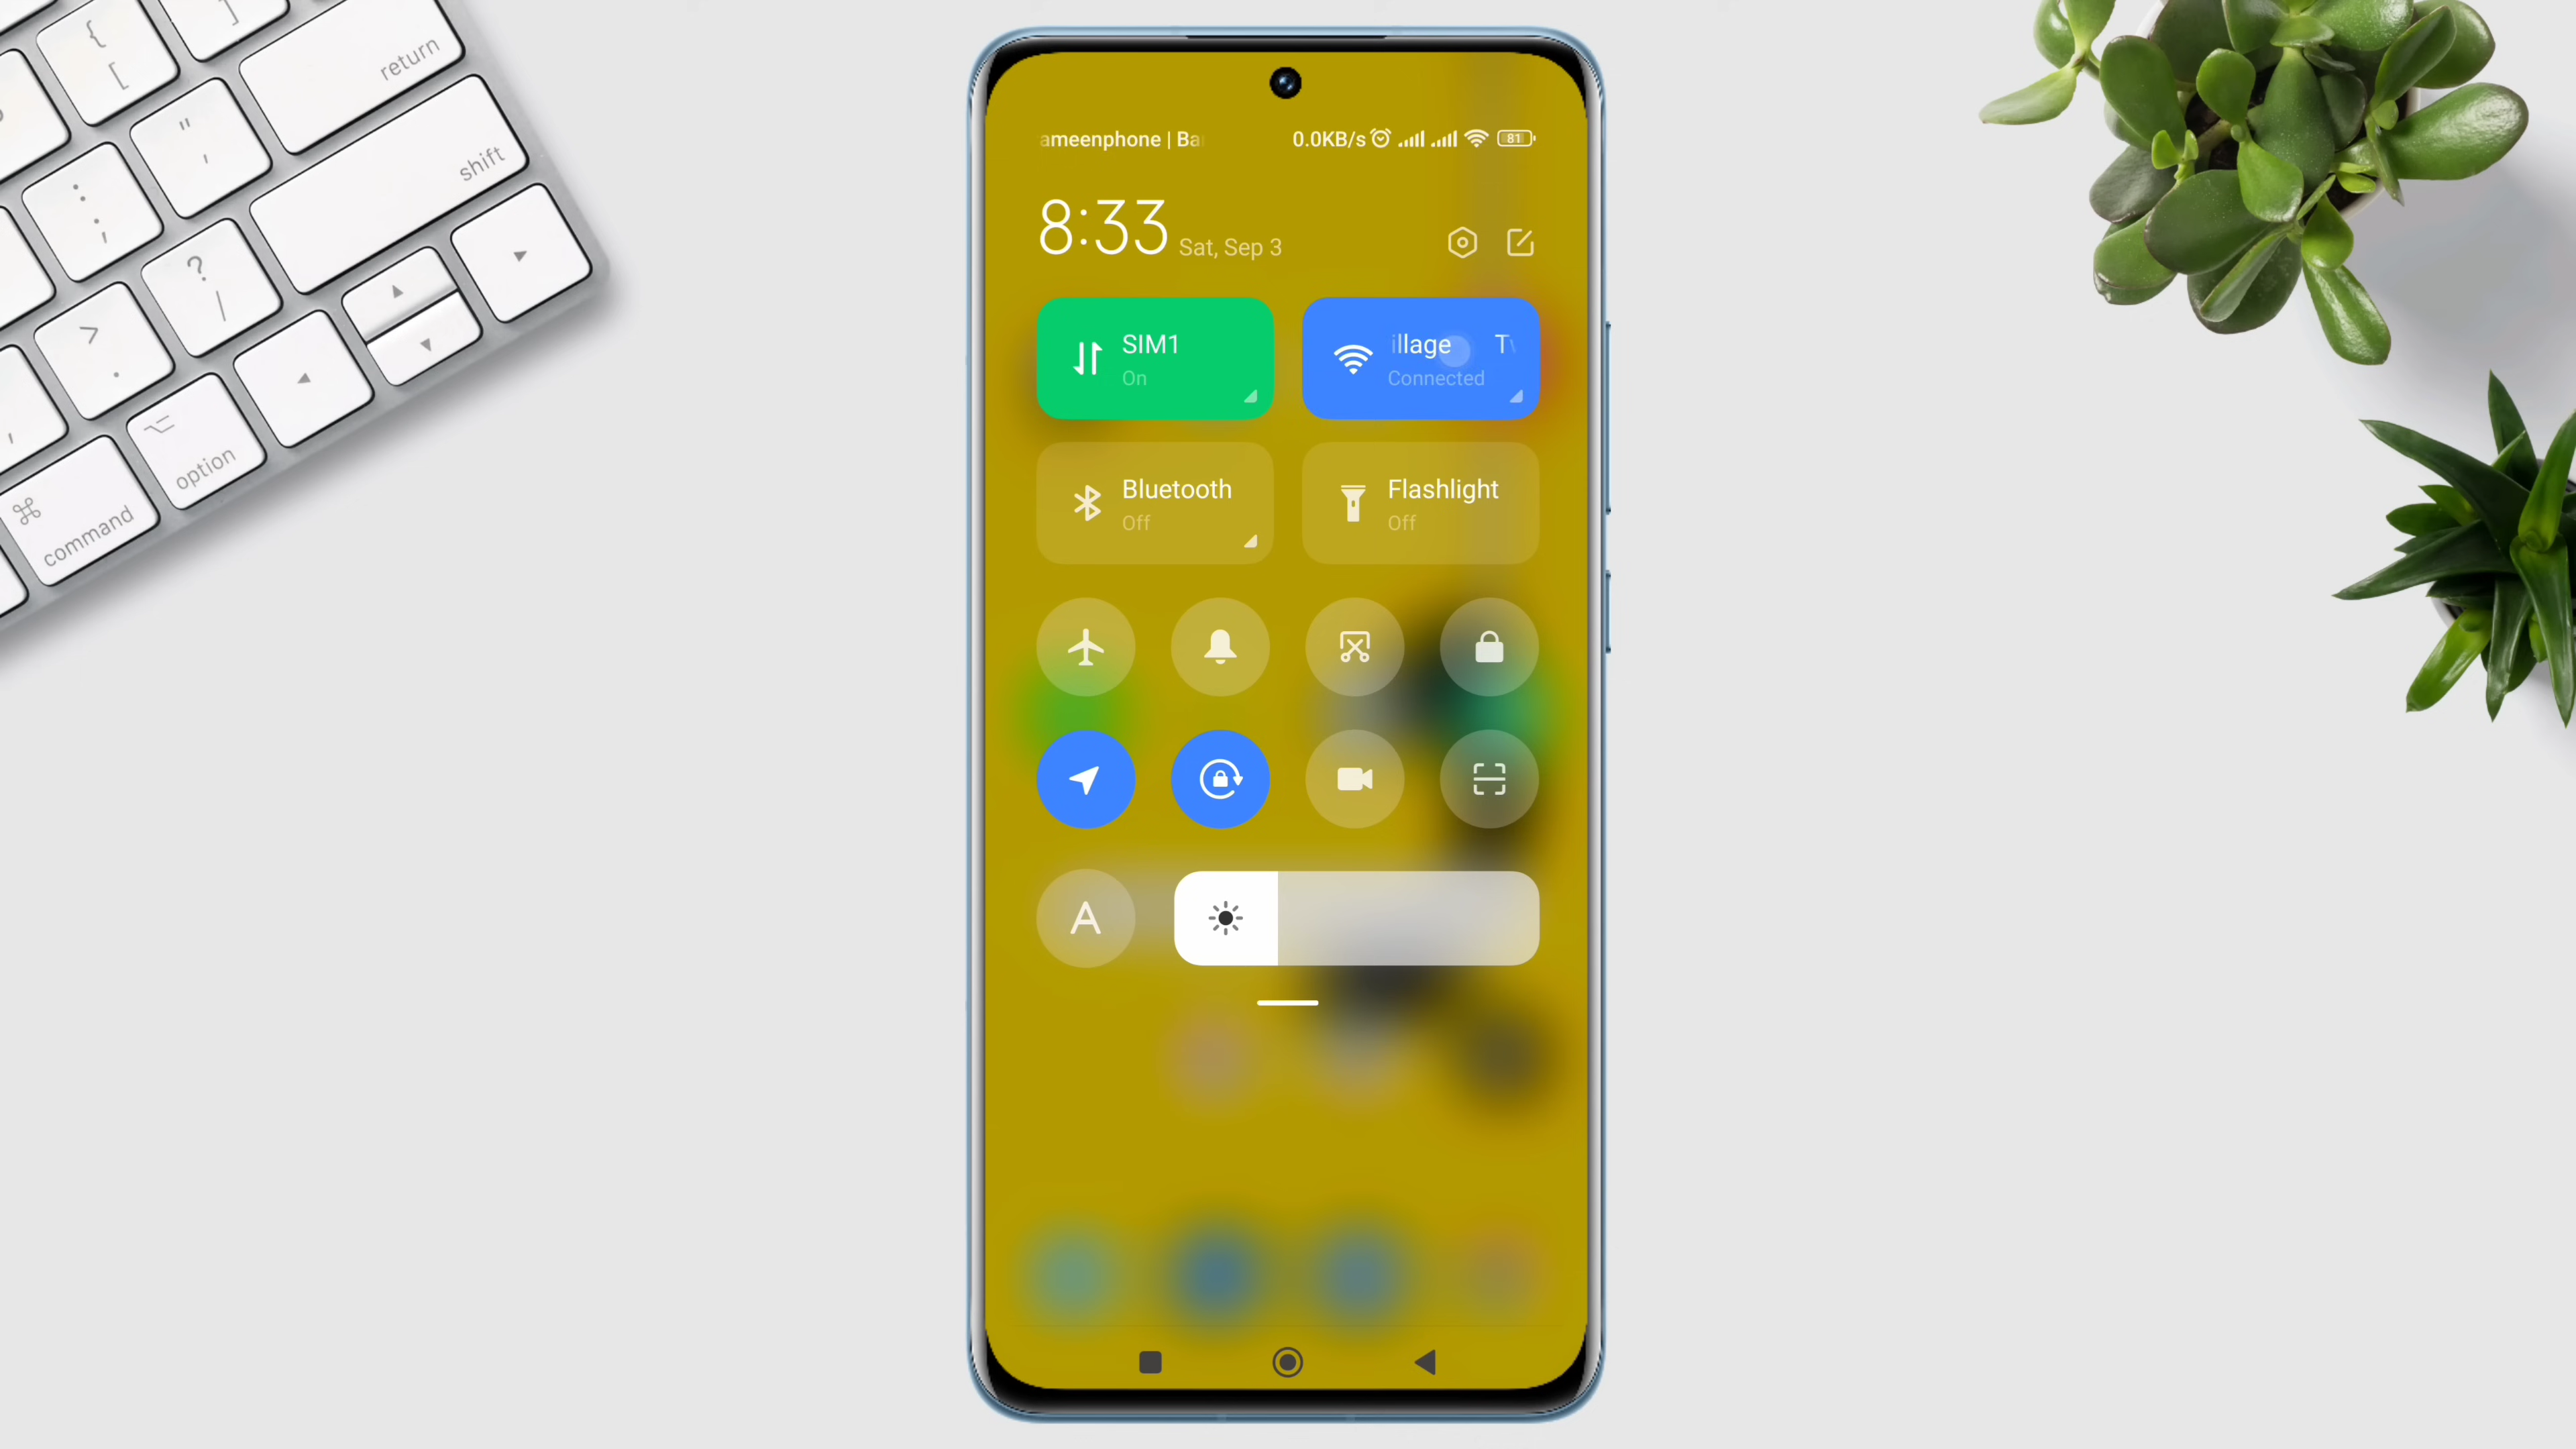 {
[
]
return
"
,
shift
:
;
?
/
>
.
,
option
command
ameenphone | Ba
0.0KB/s
81
8:33
Sat, Sep 3
SIM1
On
illage T
Connected
Bluetooth
Off
Flashlight
Off
A